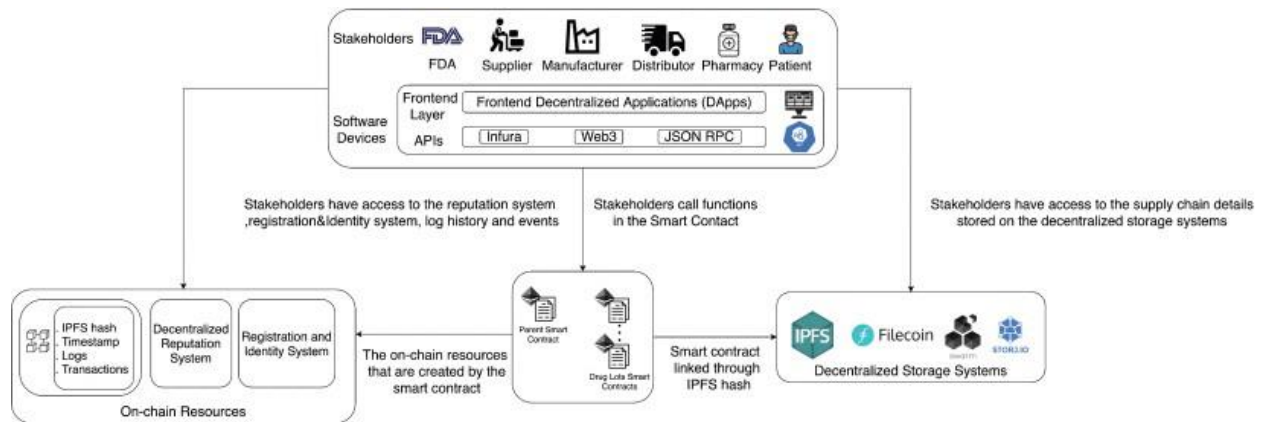 Stakeholders
FDA
FDA
Supplier
Manufacturer
Distributor
Pharmacy
Patient
Software
Devices
Frontend
Layer
Frontend Decentralized Applications (DApps)
APIs
Infura
Web3
JSON RPC
Stakeholders have access to the reputation system
,registration&Identity system, log history and events
Stakeholders call functions
in the Smart Contact
Stakeholders have access to the supply chain details
stored on the decentralized storage systems
. IPFS hash
. Timestamp
. Logs
. Transactions
Decentralized
Reputation
System
Registration and
Identity System
On-chain Resources
The on-chain resources
that are created by the
smart contract
Parent Smart
Contract
Drug Lots Smart
Contracts
Smart contract
linked through
IPFS hash
IPFS
Filecoin
swarm
STORJ.IO
Decentralized Storage Systems